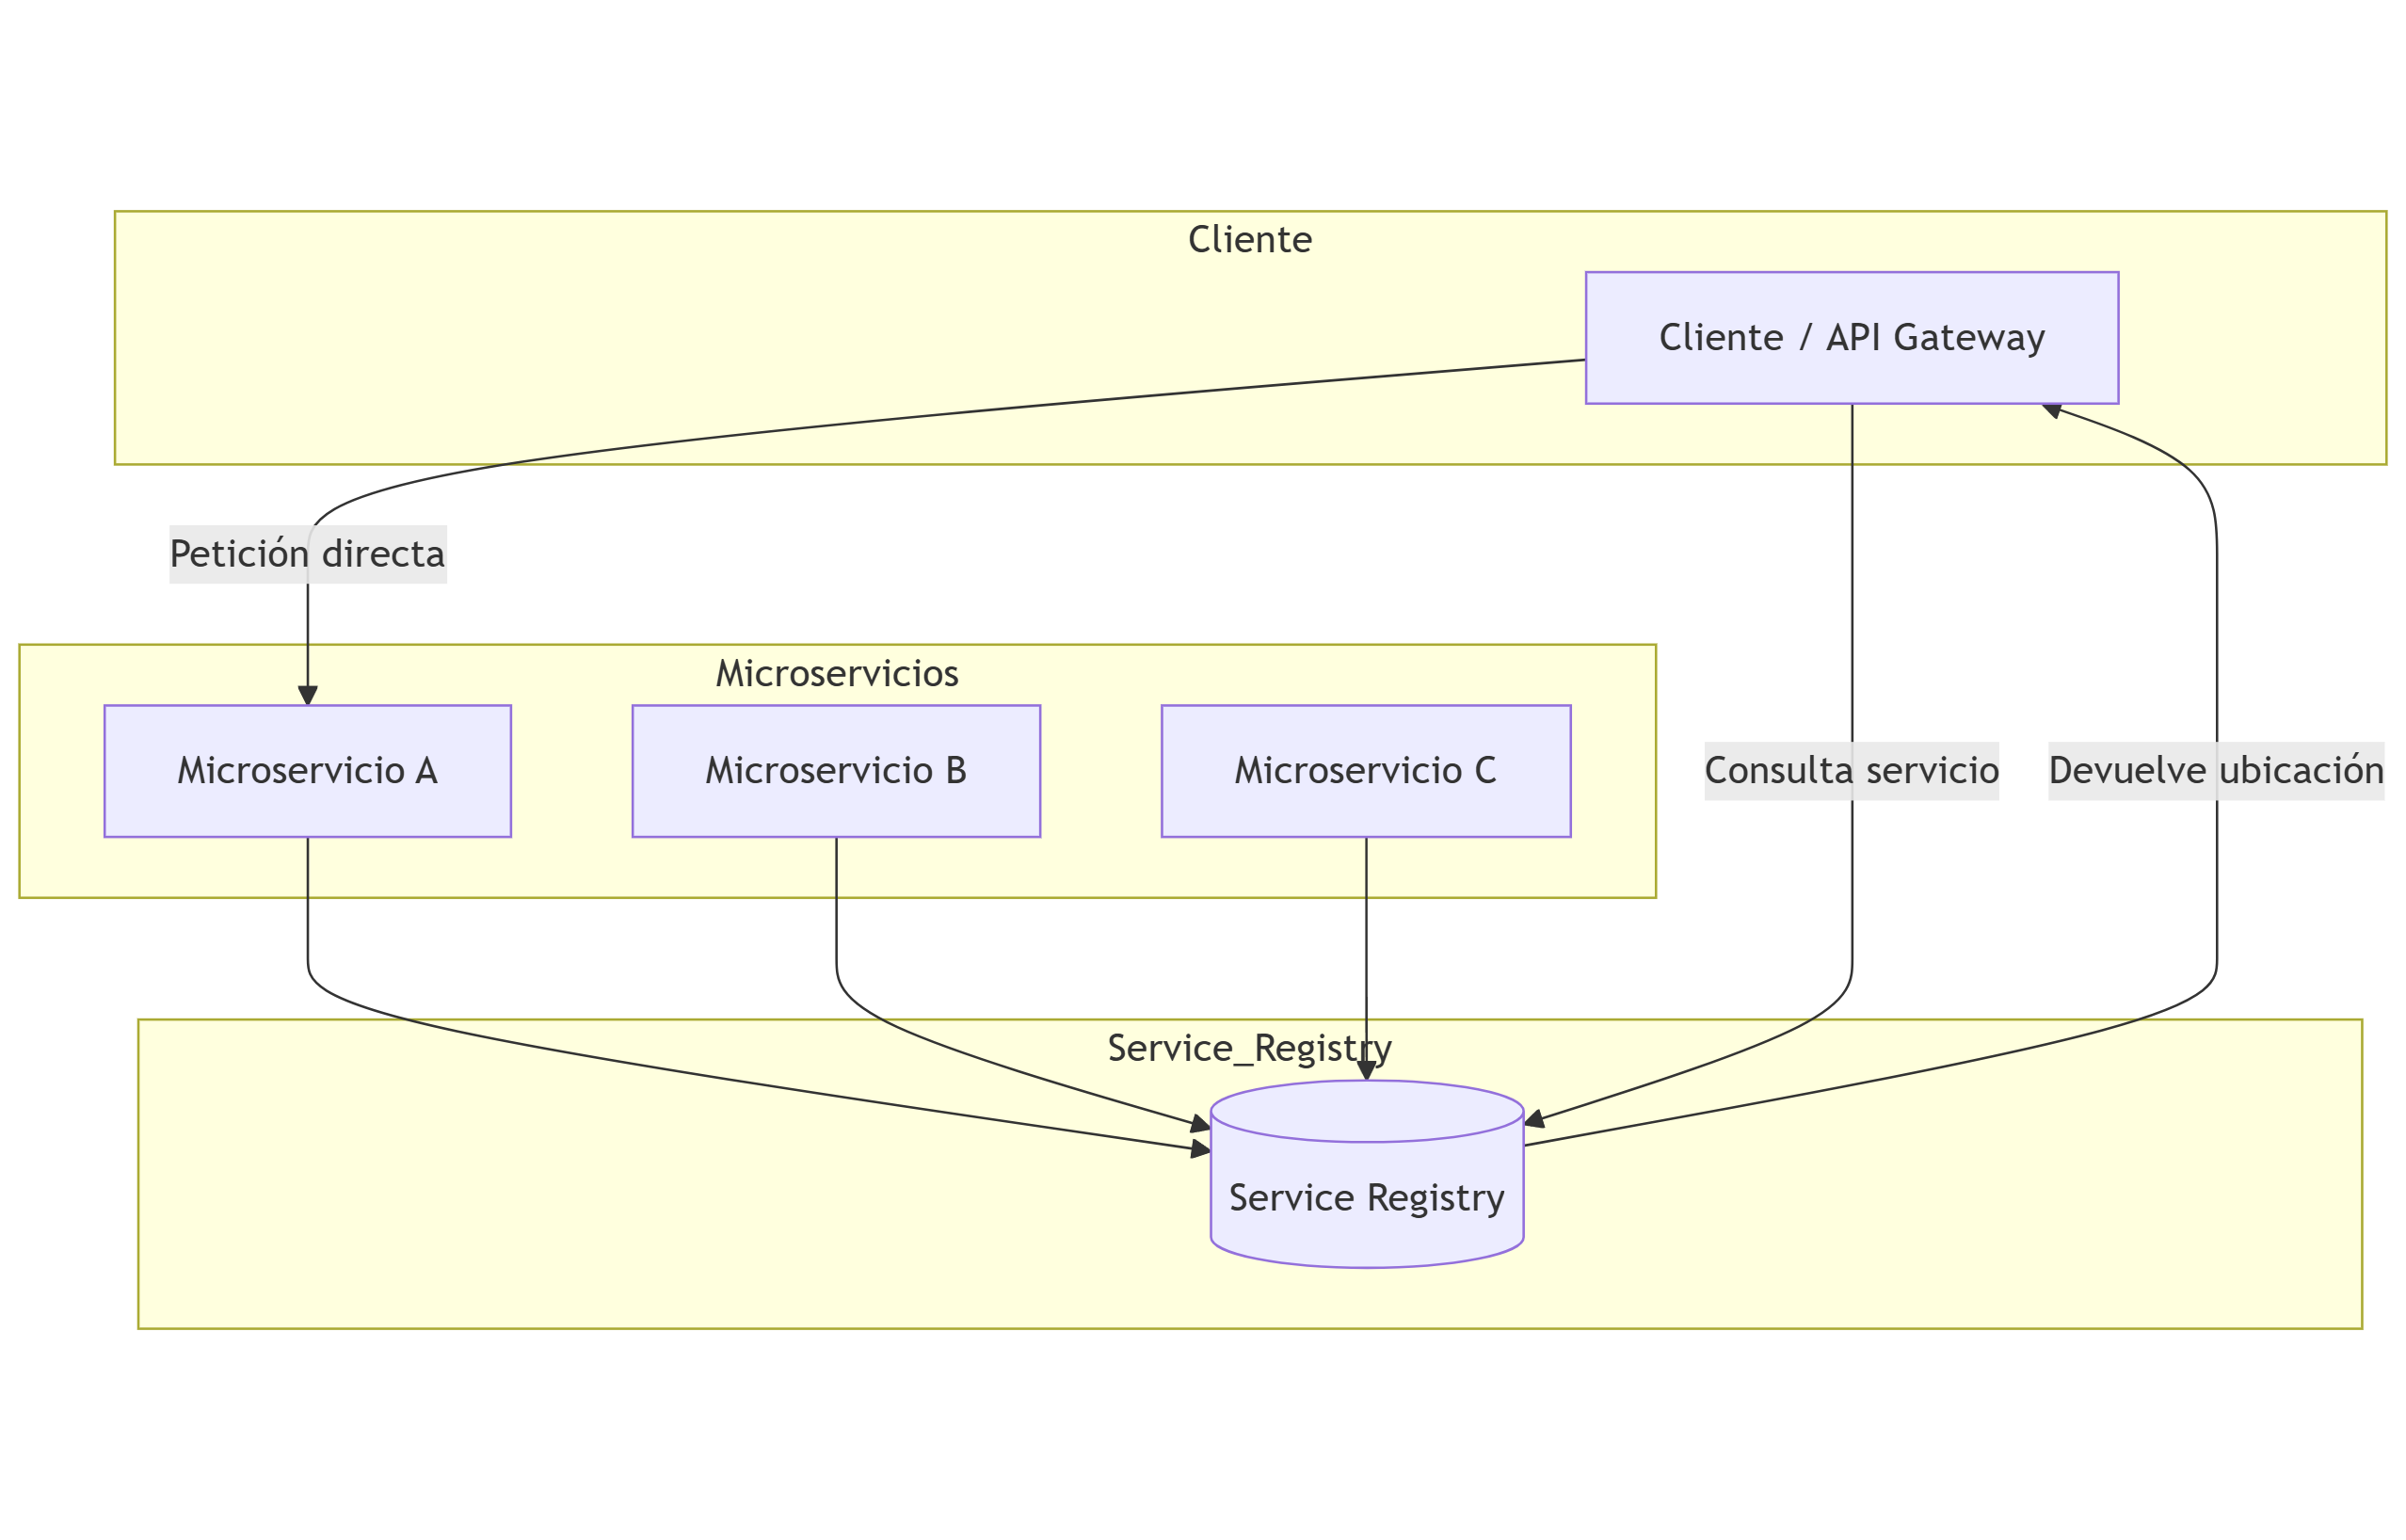 Cliente
Cliente / API Gateway
Petición directa
Microservicios
Microservicio A
Microservicio B
Microservicio C
Consulta servicio
Devuelve ubicación
Service_Registry
Service Registry